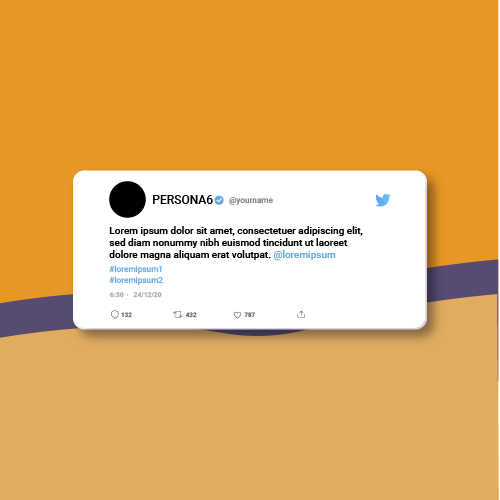 PERSONA6 @yourname
Lorem ipsum dolor sit amet, consectetuer adipiscing elit,
sed diam nonummy nibh euismod tincidunt ut laoreet
dolore magna aliquam erat volutpat. @loremipsum
#loremipsum1
#loremipsum2
6:30 · 24/12/20
132 432 787